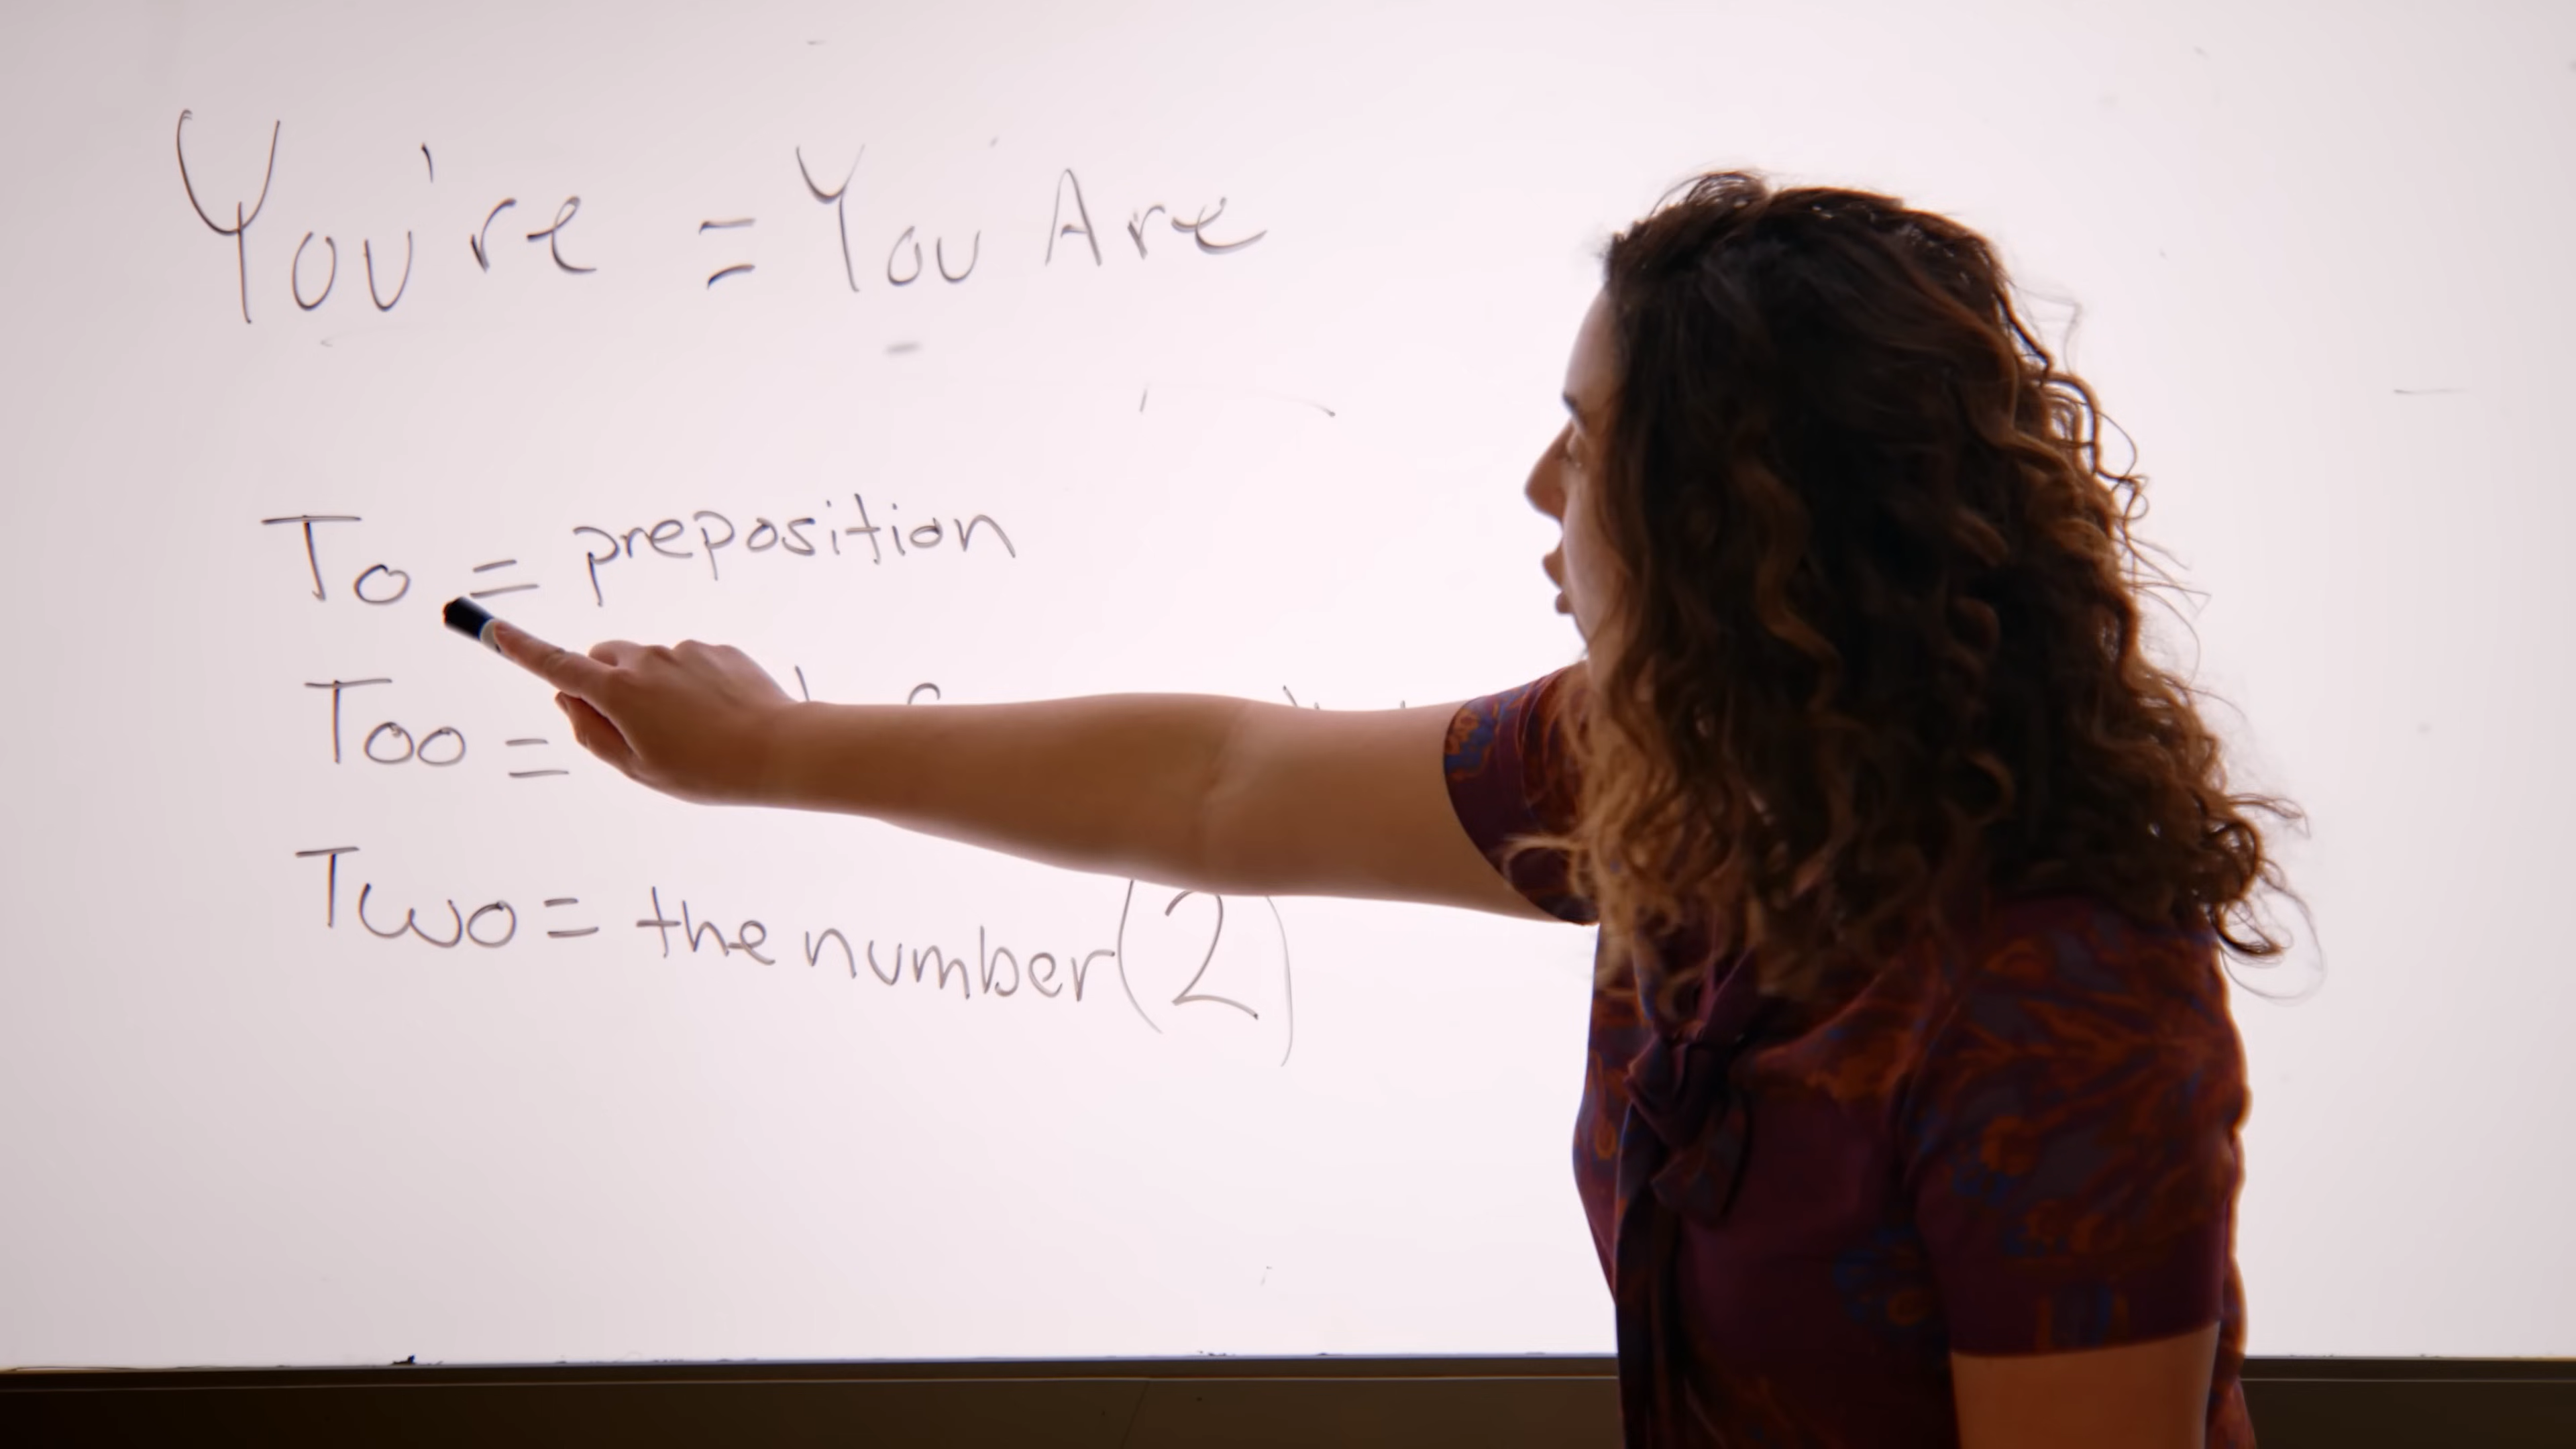 You're = You Are
To = preposition
Too =
Two = the number (2)